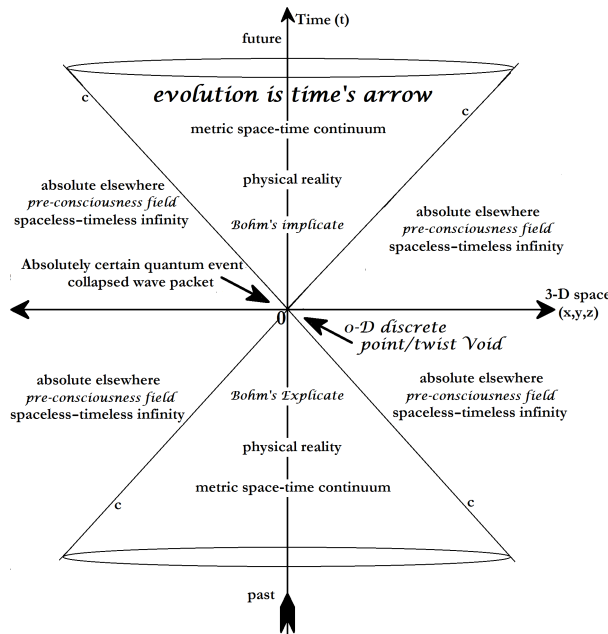 Time (t)
future
c
evolution is time's arrow
c
metric space-time continuum
physical reality
absolute elsewhere
pre-consciousness field
spaceless-timeless infinity
Bohm's implicate
absolute elsewhere
pre-consciousness field
spaceless-timeless infinity
Absolutely certain quantum event
collapsed wave packet
3-D space
(x,y,z)
0
0-D discrete
point/twist Void
absolute elsewhere
pre-consciousness field
spaceless-timeless infinity
Bohm's Explicate
absolute elsewhere
pre-consciousness field
spaceless-timeless infinity
physical reality
metric space-time continuum
c
c
past